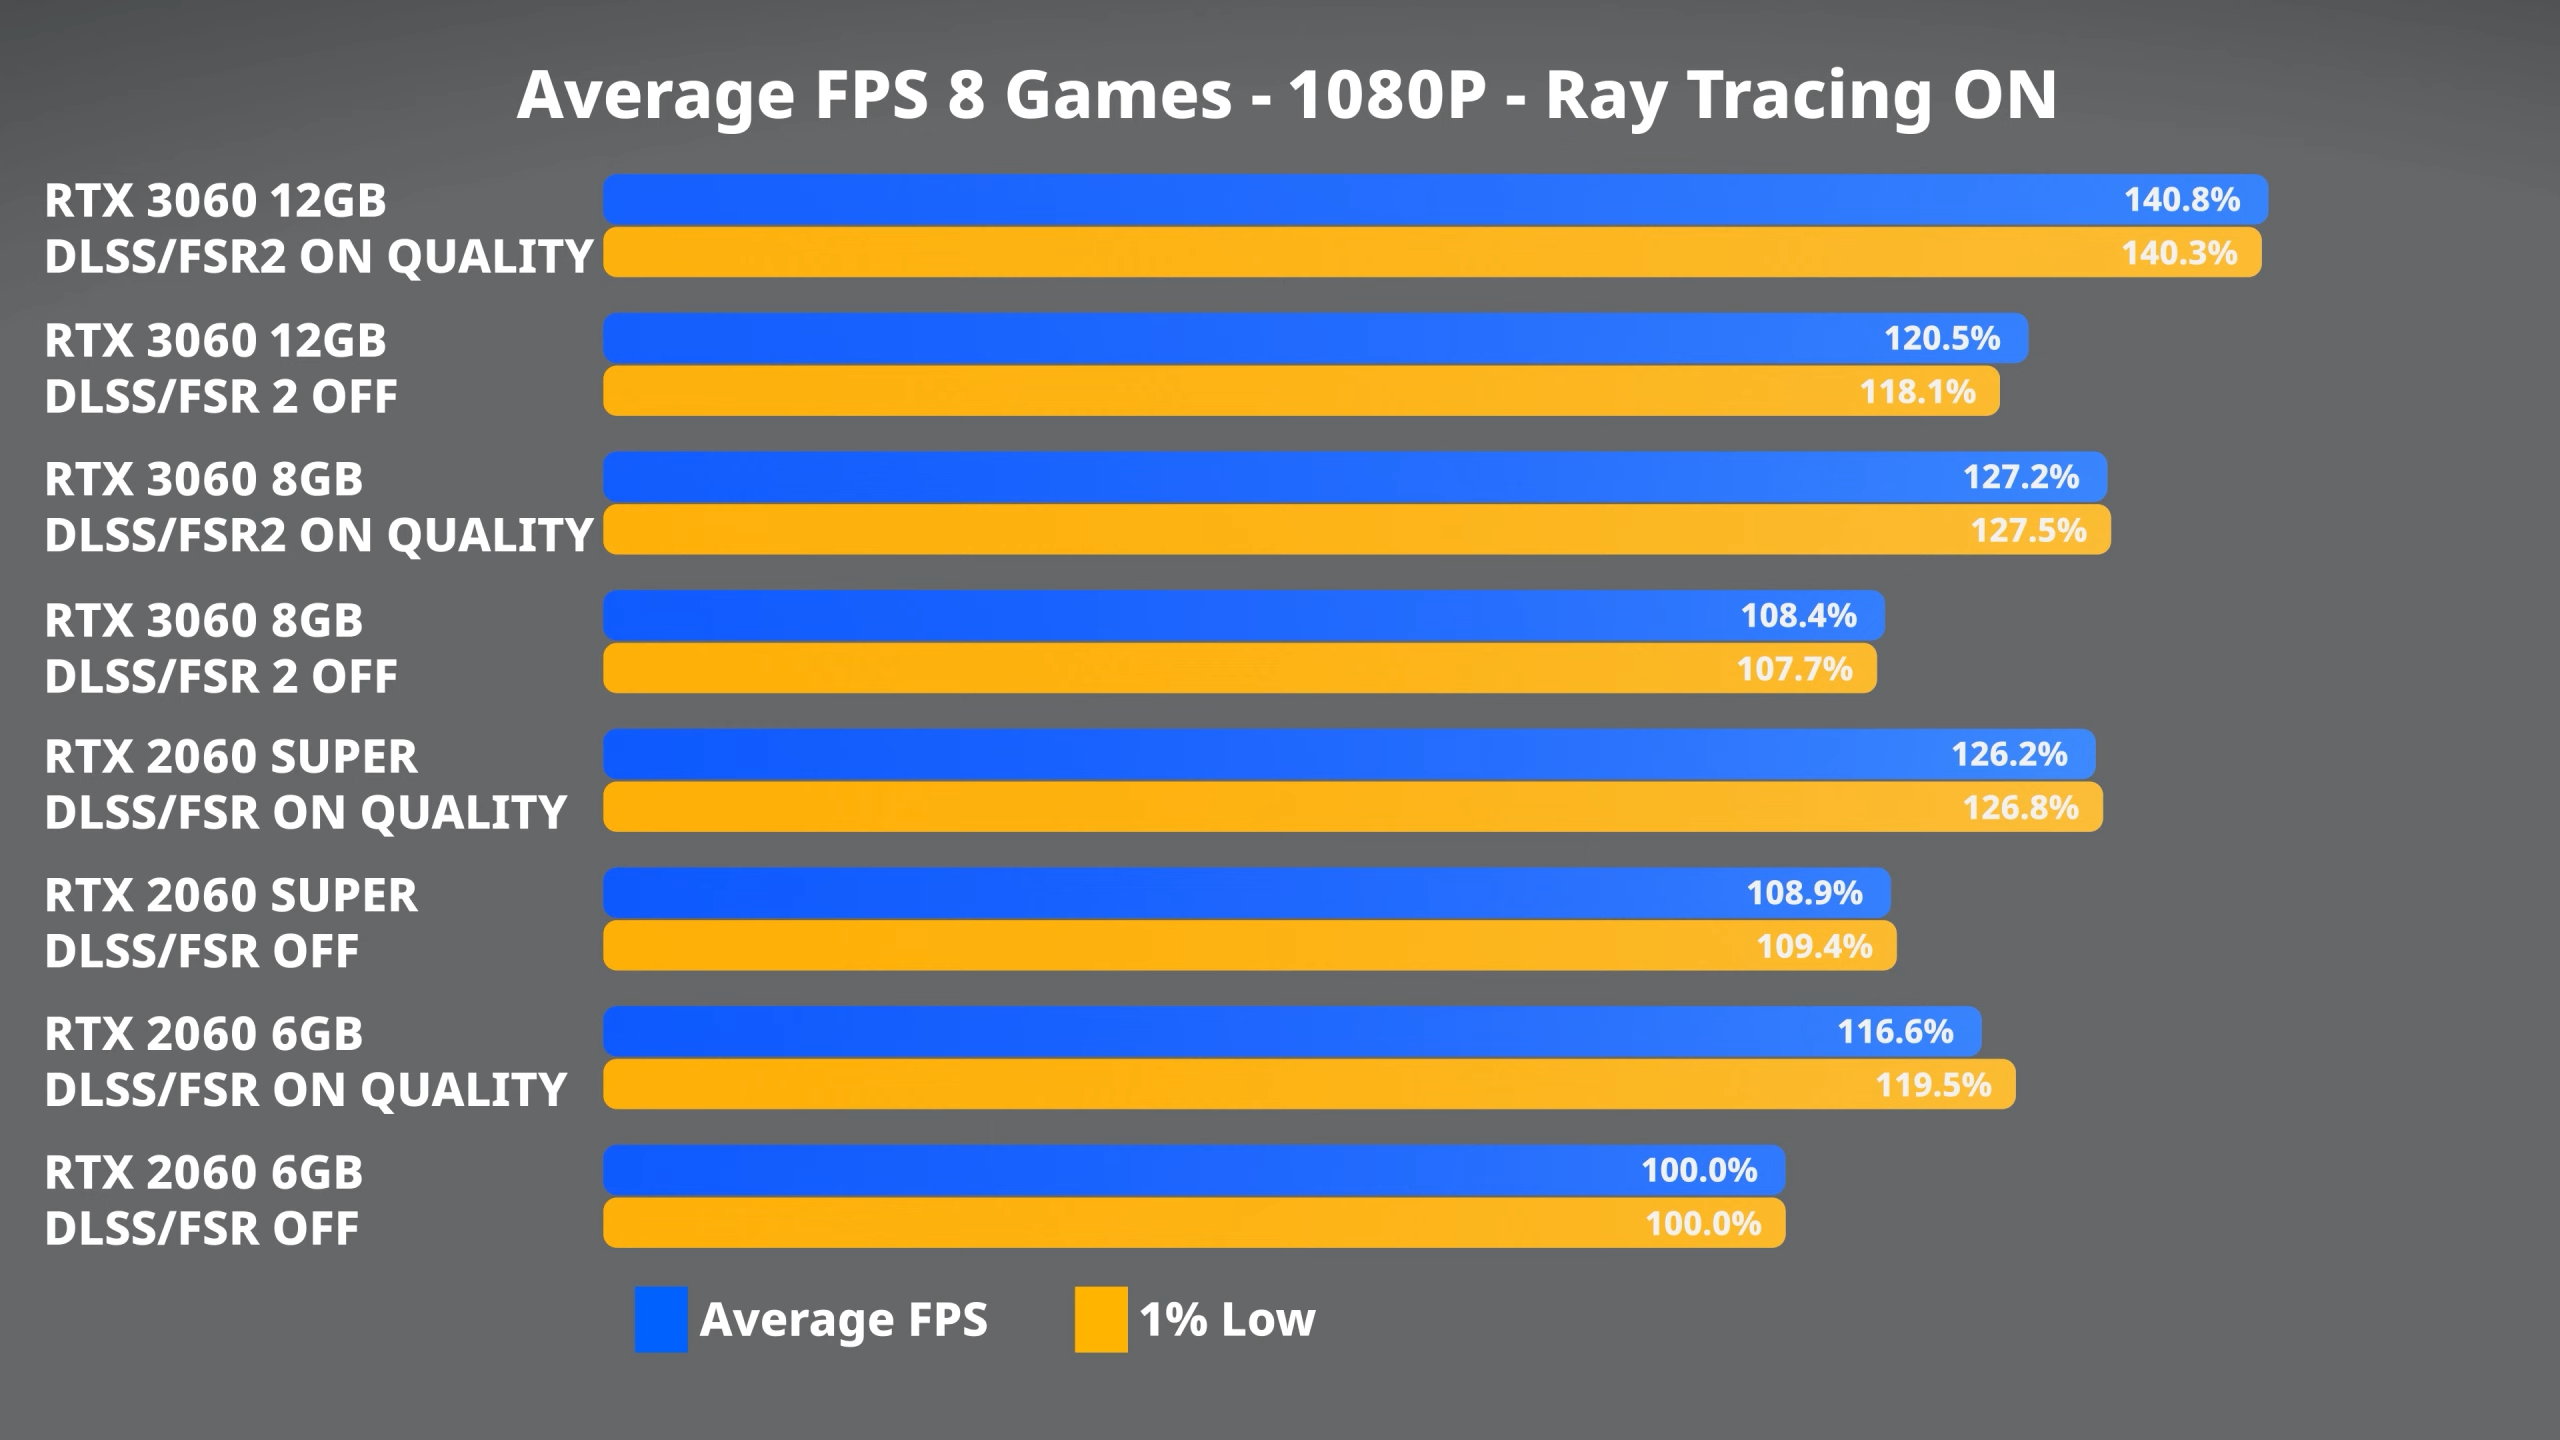 Average FPS 8 Games - 1080P - Ray Tracing ON
RTX 3060 12GB
DLSS/FSR2 ON QUALITY
140.8%
140.3%
RTX 3060 12GB
DLSS/FSR 2 OFF
120.5%
118.1%
RTX 3060 8GB
DLSS/FSR2 ON QUALITY
127.2%
127.5%
RTX 3060 8GB
DLSS/FSR 2 OFF
108.4%
107.7%
RTX 2060 SUPER
DLSS/FSR ON QUALITY
126.2%
126.8%
RTX 2060 SUPER
DLSS/FSR OFF
108.9%
109.4%
RTX 2060 6GB
DLSS/FSR ON QUALITY
116.6%
119.5%
RTX 2060 6GB
DLSS/FSR OFF
100.0%
100.0%
Average FPS
1% Low